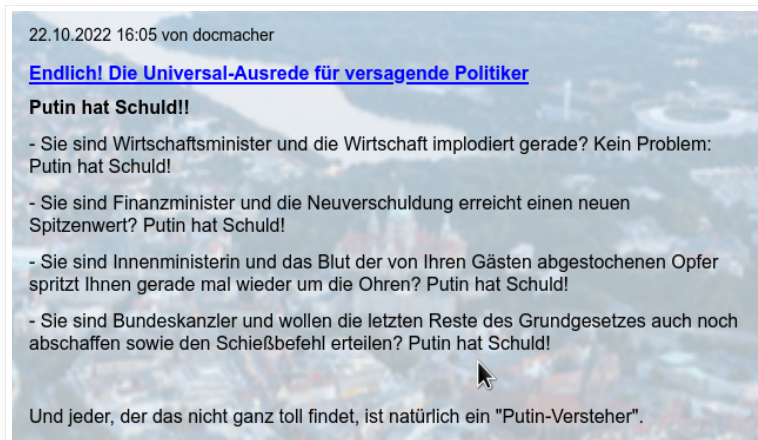 22.10.2022 16:05 von docmacher
Endlich! Die Universal-Ausrede für versagende Politiker
Putin hat Schuld!!
- Sie sind Wirtschaftsminister und die Wirtschaft implodiert gerade? Kein Problem:
Putin hat Schuld!
- Sie sind Finanzminister und die Neuverschuldung erreicht einen neuen
Spitzenwert? Putin hat Schuld!
- Sie sind Innenministerin und das Blut der von Ihren Gästen abgestochenen Opfer
spritzt Ihnen gerade mal wieder um die Ohren? Putin hat Schuld!
- Sie sind Bundeskanzler und wollen die letzten Reste des Grundgesetzes auch noch
abschaffen sowie den Schießbefehl erteilen? Putin hat Schuld!
Und jeder, der das nicht ganz toll findet, ist natürlich ein "Putin-Versteher".